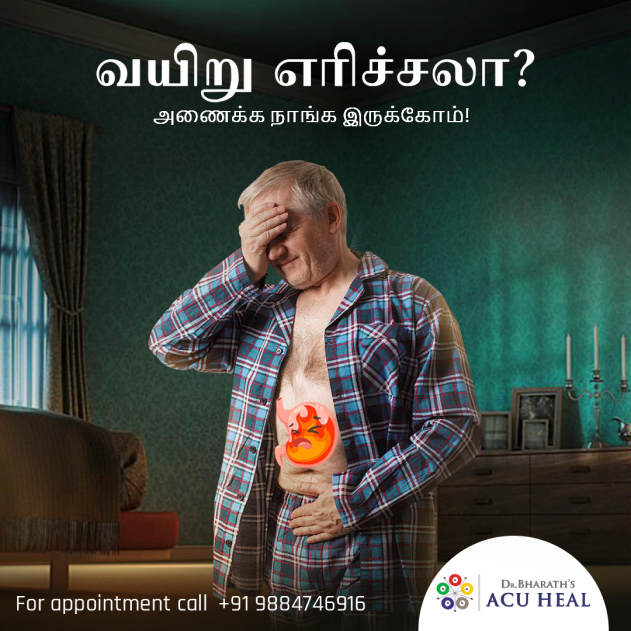 வயிறு எரிச்சலா?
அணைக்க நாங்க இருக்கோம்!
For appointment call +91 9884746916
DR.BHARATH'S
ACU HEAL